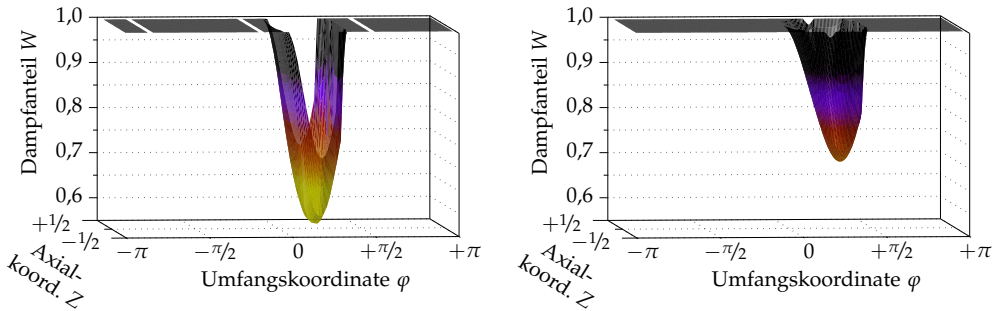 Dampfanteil W
1,0
0,9
0,8
0,7
0,6
+1/2
−1/2
Axial-
koord. Z
−π
−π/2
0
+π/2
+π
Umfangskoordinate φ
Dampfanteil W
1,0
0,9
0,8
0,7
0,6
+1/2
−1/2
Axial-
koord. Z
−π
−π/2
0
+π/2
+π
Umfangskoordinate φ